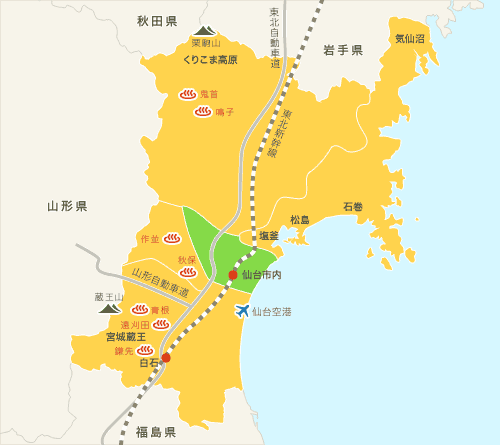 秋田県
東北自動車道
栗駒山
くりこま高原
岩手県
気仙沼
鬼首
鳴子
東北新幹線
山形県
石巻
松島
塩釜
作並
秋保
仙台市内
山形自動車道
蔵王山
青根
仙台空港
遠刈田
宮城蔵王
鎌先
白石
福島県